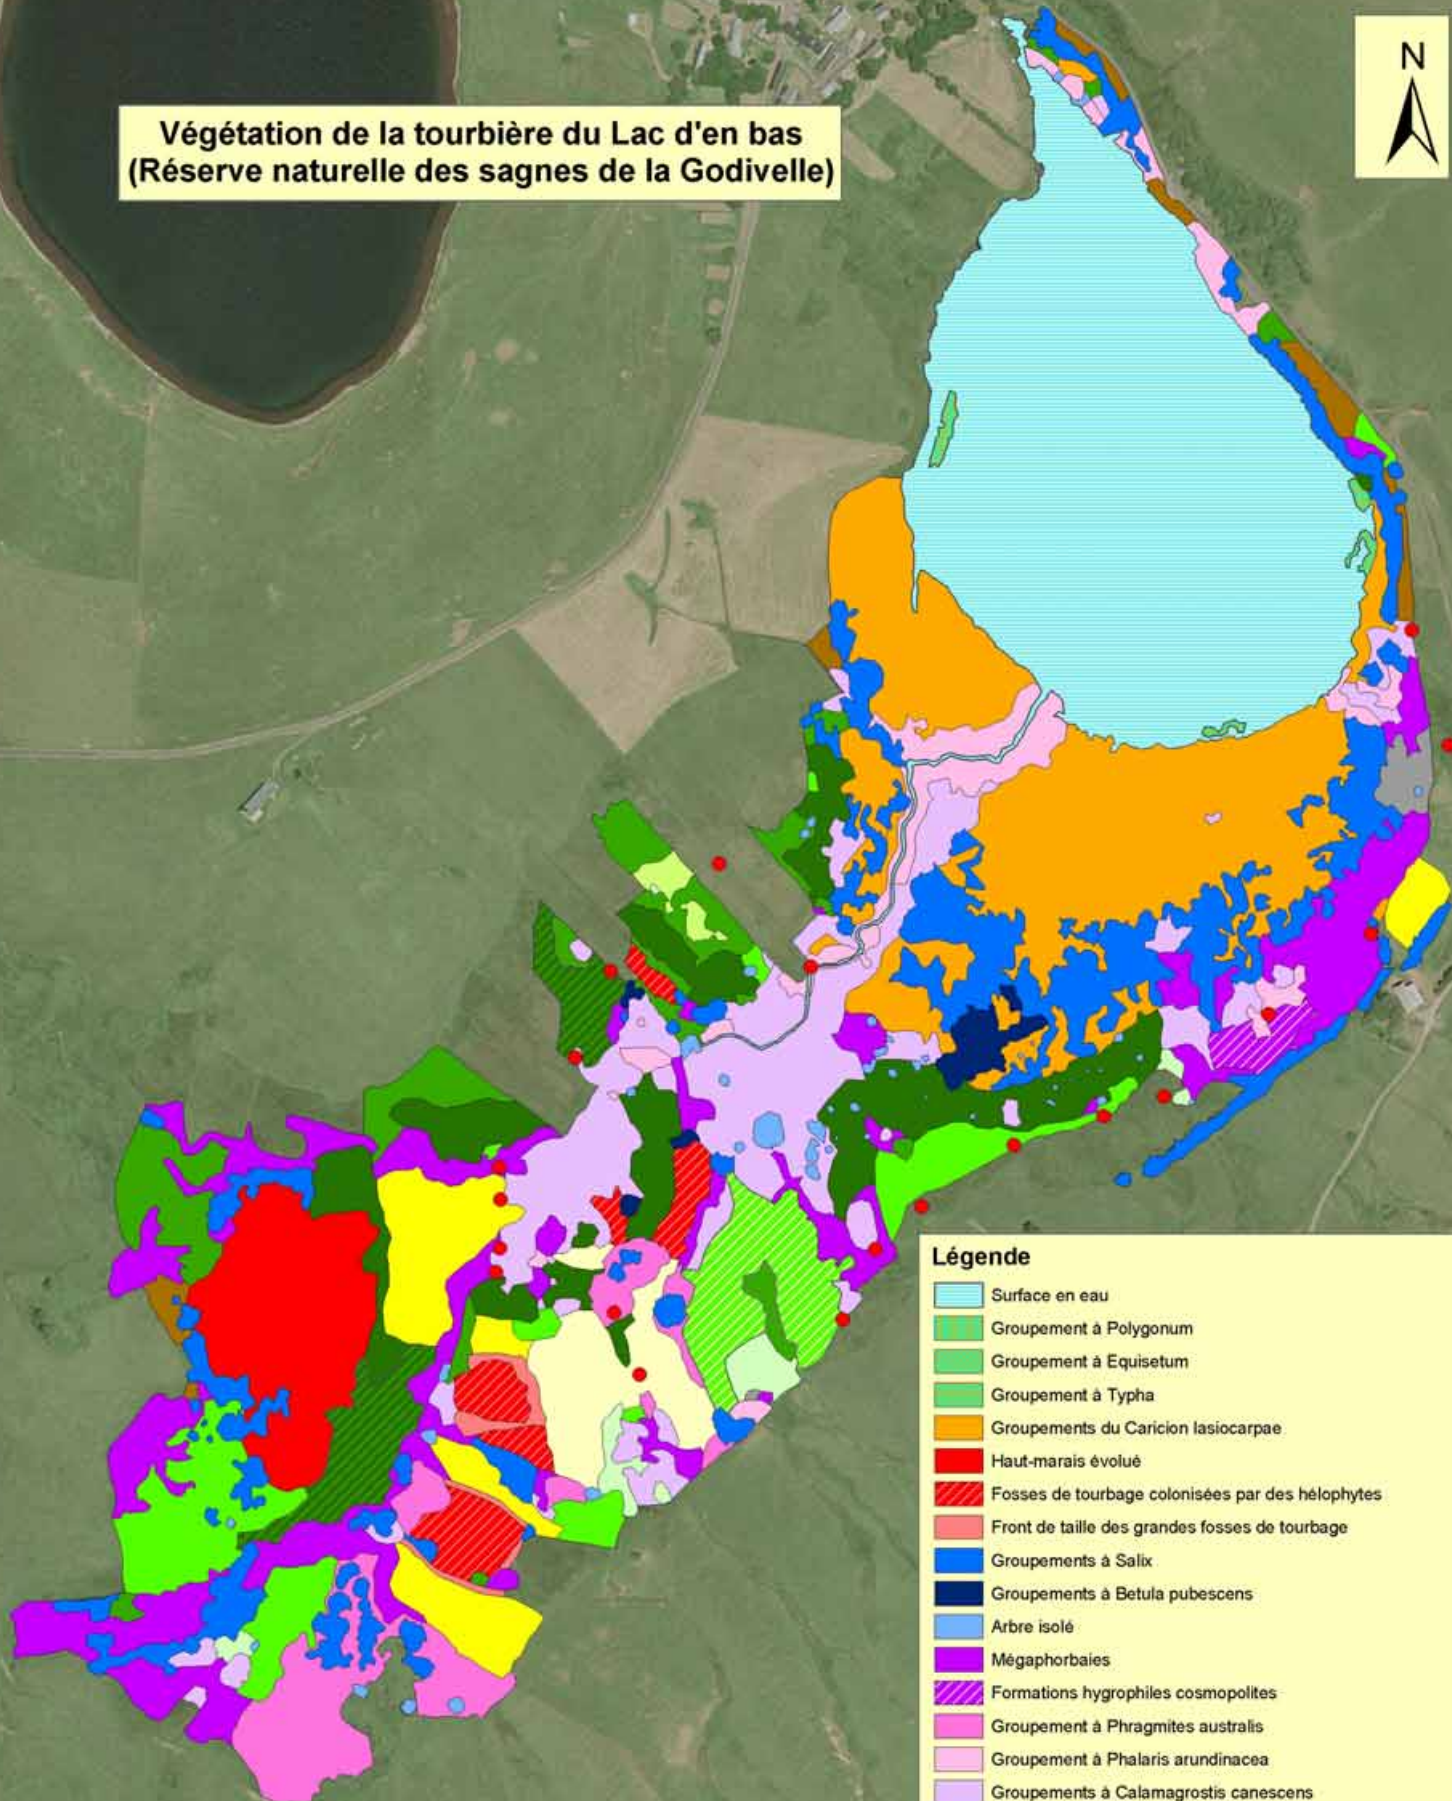 Végétation de la tourbière du Lac d'en bas
(Réserve naturelle des sagnes de la Godivelle)
N
Légende
Surface en eau
Groupement à Polygonum
Groupement à Equisetum
Groupement à Typha
Groupements du Caricion lasiocarpae
Haut-marais évolué
Fosses de tourbage colonisées par des hélophytes
Front de taille des grandes fosses de tourbage
Groupements à Salix
Groupements à Betula pubescens
Arbre isolé
Mégaphorbaies
Formations hygrophiles cosmopolites
Groupement à Phragmites australis
Groupement à Phalaris arundinacea
Groupements à Calamagrostis canescens